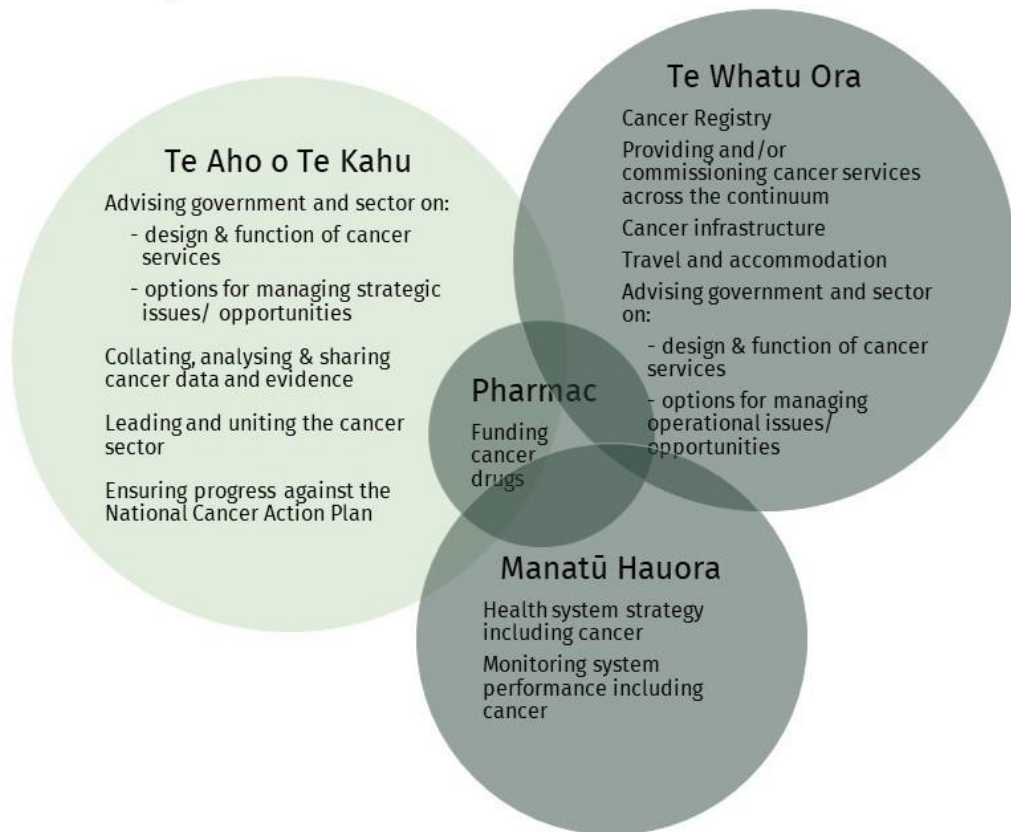 Te Aho o Te Kahu
Advising government and sector on:
- design & function of cancer
services
- options for managing strategic
issues/ opportunities
Collating, analysing & sharing
cancer data and evidence
Leading and uniting the cancer
sector
Ensuring progress against the
National Cancer Action Plan
Te Whatu Ora
Cancer Registry
Providing and/or
commissioning cancer services
across the continuum
Cancer infrastructure
Travel and accommodation
Advising government and sector
on:
- design & function of cancer
services
- options for managing
operational issues/
opportunities
Pharmac
Funding
cancer
drugs
Manatū Hauora
Health system strategy
including cancer
Monitoring system
performance including
cancer